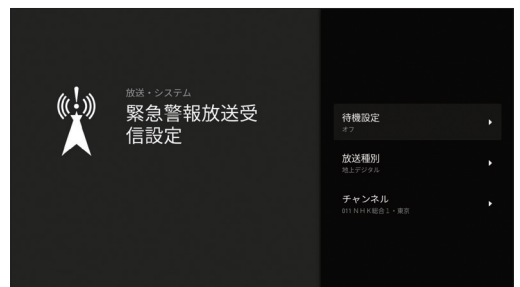 放送・システム
緊急警報放送受
信設定
待機設定
オフ
放送種別
地上デジタル
チャンネル
011 ＮＨＫ総合１・東京